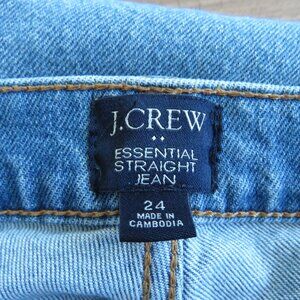 J.CREW
ESSENTIAL
STRAIGHT
JEAN
24
MADE IN
CAMBODIA